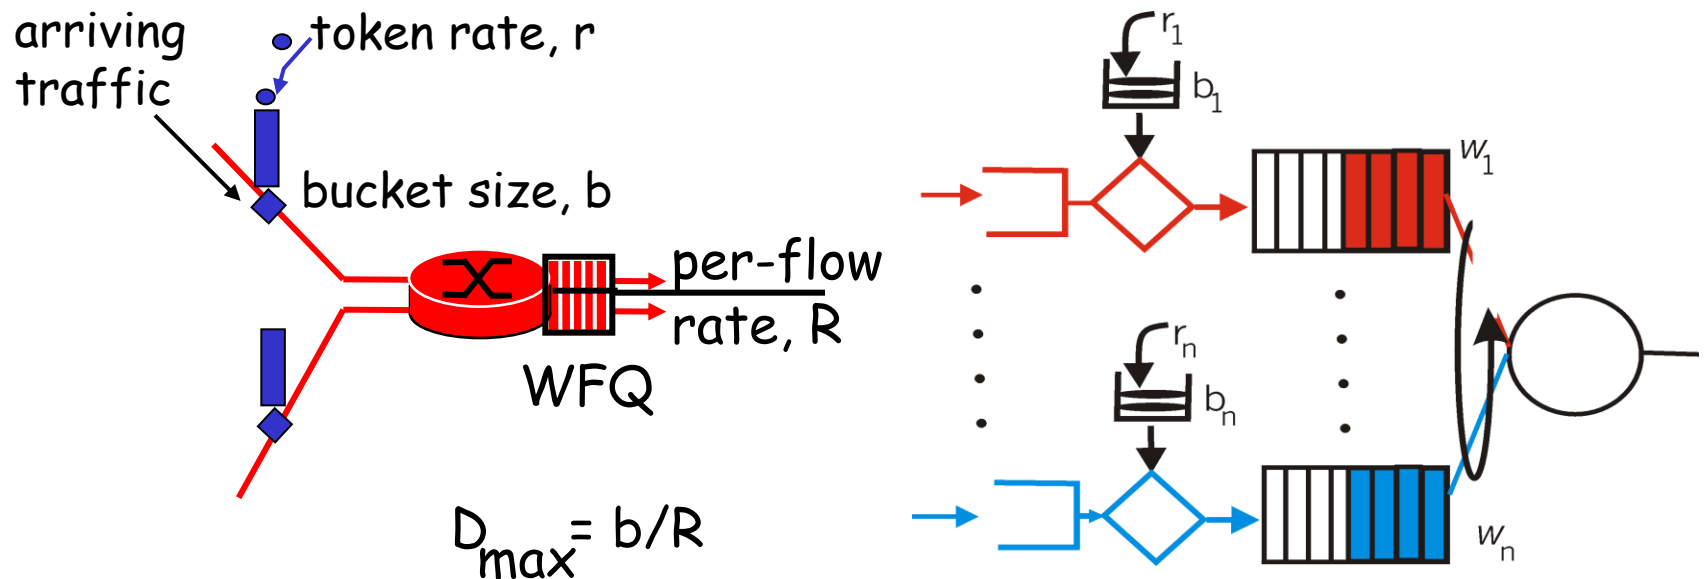 arriving
traffic
token rate, r
bucket size, b
per-flow
rate, R
WFQ
Dmax= b/R
r1
b1
w1
rn
bn
wn